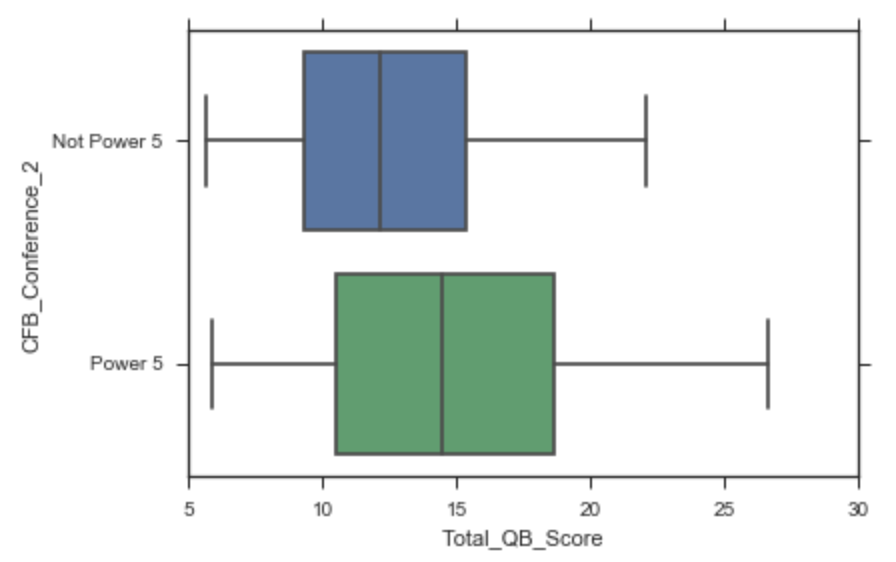 CFB_Conference_2
Not Power 5
Power 5
5 10 15 20 25 30
Total_QB_Score